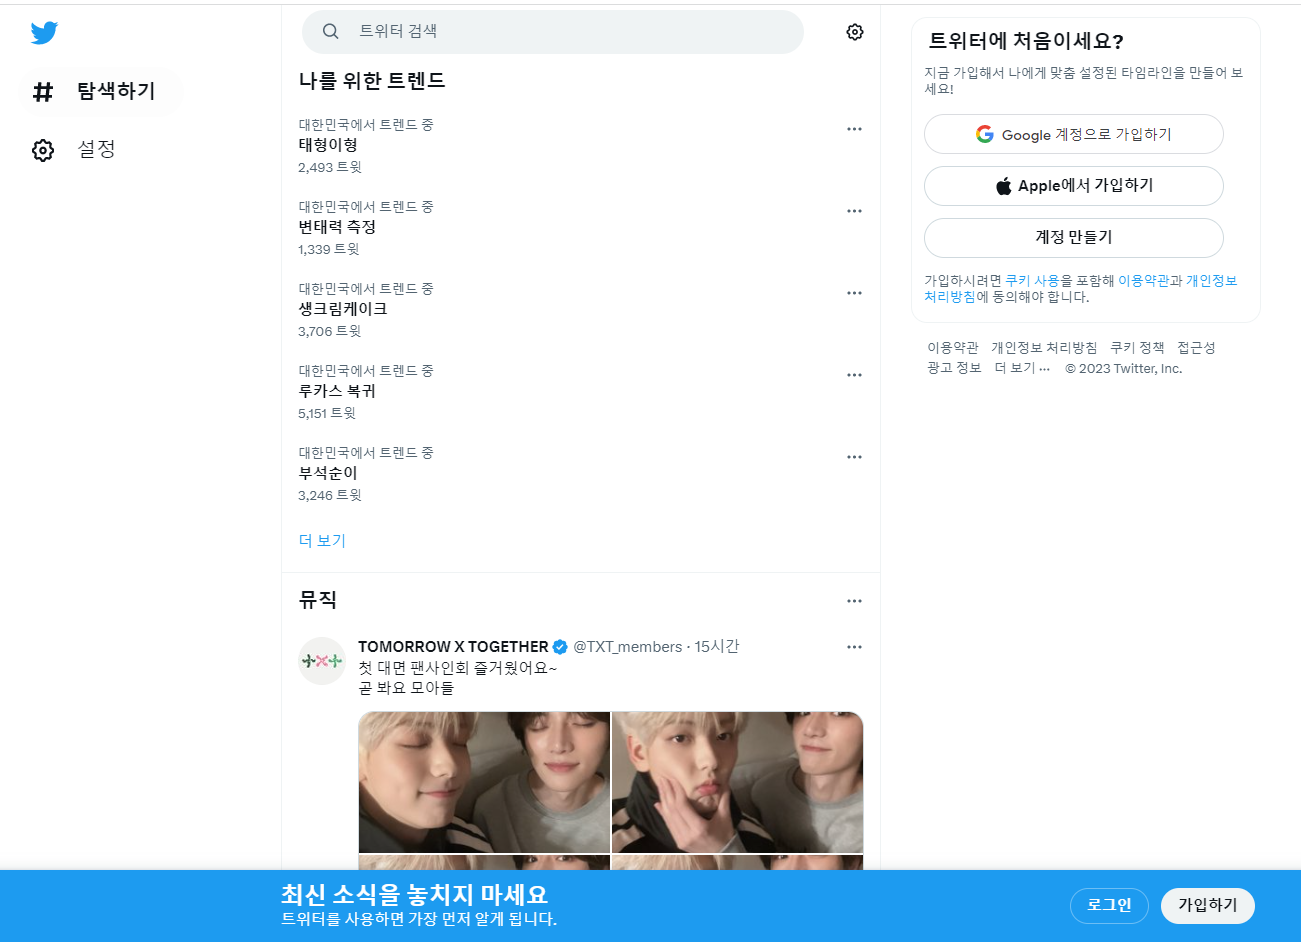 트위터 검색
탐색하기
설정
나를 위한 트렌드
대한민국에서 트렌드 중
태형이형
2,493 트윗
대한민국에서 트렌드 중
변태력 측정
1,339 트윗
대한민국에서 트렌드 중
생크림케이크
3,706 트윗
대한민국에서 트렌드 중
루카스 복귀
5,151 트윗
대한민국에서 트렌드 중
부석순이
3,246 트윗
더 보기
뮤직
TOMORROW X TOGETHER @TXT_members · 15시간
첫 대면 팬사인회 즐거웠어요~
곧 봐요 모아들
트위터에 처음이세요?
지금 가입해서 나에게 맞춤 설정된 타임라인을 만들어 보
세요!
Google 계정으로 가입하기
Apple에서 가입하기
계정 만들기
가입하시려면 쿠키 사용을 포함해 이용약관과 개인정보
처리방침에 동의해야 합니다.
이용약관 개인정보 처리방침 쿠키 정책 접근성
광고 정보 더 보기 ··· © 2023 Twitter, Inc.
최신 소식을 놓치지 마세요
트위터를 사용하면 가장 먼저 알게 됩니다.
로그인
가입하기